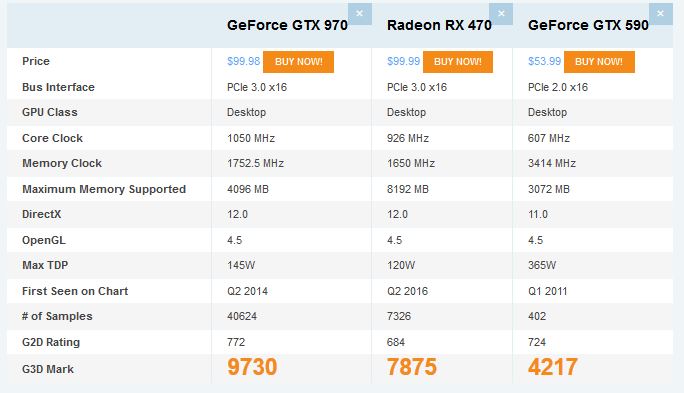 × × ×
GeForce GTX 970 Radeon RX 470 GeForce GTX 590
Price $99.98 BUY NOW! $99.99 BUY NOW! $53.99 BUY NOW!
Bus Interface PCIe 3.0 x16 PCIe 3.0 x16 PCIe 2.0 x16
GPU Class Desktop Desktop Desktop
Core Clock 1050 MHz 926 MHz 607 MHz
Memory Clock 1752.5 MHz 1650 MHz 3414 MHz
Maximum Memory Supported 4096 MB 8192 MB 3072 MB
DirectX 12.0 12.0 11.0
OpenGL 4.5 4.5 4.5
Max TDP 145W 120W 365W
First Seen on Chart Q2 2014 Q2 2016 Q1 2011
# of Samples 40624 7326 402
G2D Rating 772 684 724
G3D Mark 9730 7875 4217